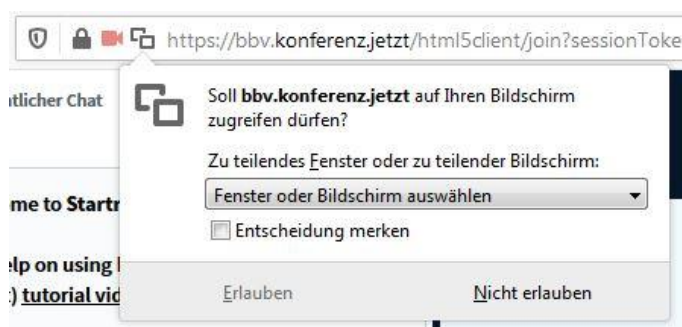 https://bbv.konferenz.jetzt/html5client/join?sessionToke
tlicher Chat
Soll bbv.konferenz.jetzt auf Ihren Bildschirm
zugreifen dürfen?
Zu teilendes Fenster oder zu teilender Bildschirm:
Fenster oder Bildschirm auswählen
Entscheidung merken
Erlauben
Nicht erlauben
me to Startr
elp on using
:) tutorial vid